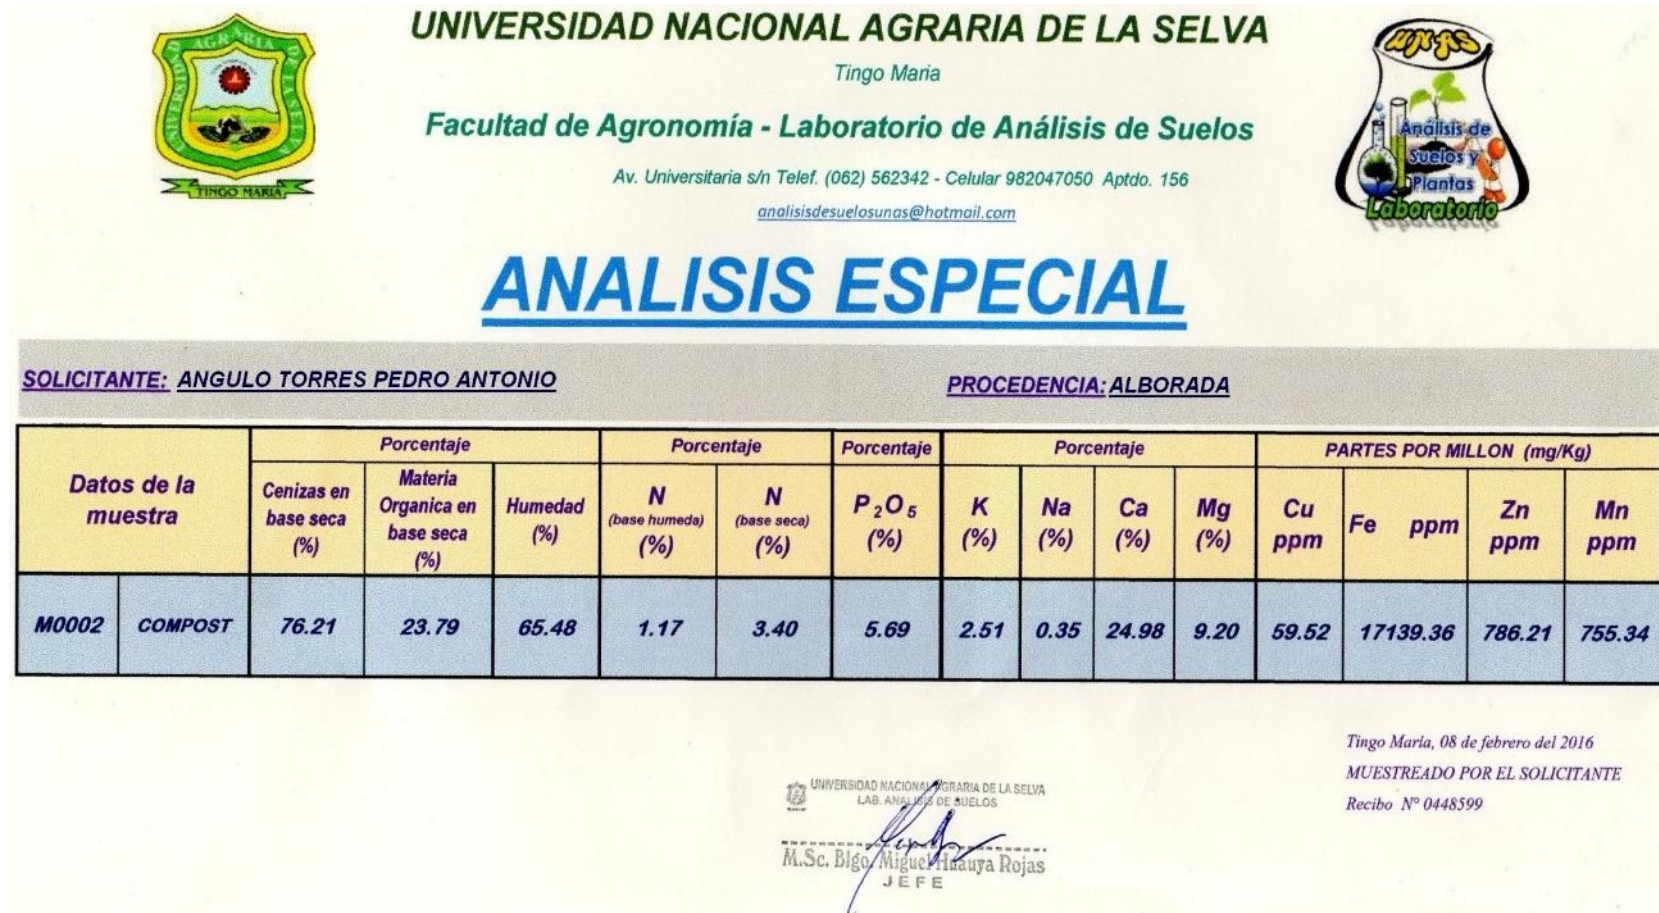 UNIVERSIDAD NACIONAL AGRARIA DE LA SELVA
Tingo Maria
Facultad de Agronomía - Laboratorio de Análisis de Suelos
Av. Universitaria s/n Telef. (062) 562342 - Celular 982047050 Aptdo. 156
analisisdesuelosunas@hotmail.com
UNIVERSIDAD AGRARIA DE LA SELVA
TINGO MARIA
UNAS
Análisis de
Suelos y
Plantas
Laboratorio
ANALISIS ESPECIAL
SOLICITANTE: ANGULO TORRES PEDRO ANTONIO PROCEDENCIA: ALBORADA
Datos de la muestra Porcentaje Porcentaje Porcentaje Porcentaje PARTES POR MILLON (mg/Kg)
Cenizas en base seca (%) Materia Organica en base seca (%) Humedad (%) N (base humeda) (%) N (base seca) (%) P2O5 (%) K (%) Na (%) Ca (%) Mg (%) Cu ppm Fe ppm Zn ppm Mn ppm
M0002 COMPOST 76.21 23.79 65.48 1.17 3.40 5.69 2.51 0.35 24.98 9.20 59.52 17139.36 786.21 755.34
Tingo María, 08 de febrero del 2016
MUESTREADO POR EL SOLICITANTE
Recibo Nº 0448599
UNIVERSIDAD NACIONAL AGRARIA DE LA SELVA
LAB. ANALISIS DE SUELOS
M.Sc. Blgo. Miguel Huauya Rojas
JEFE